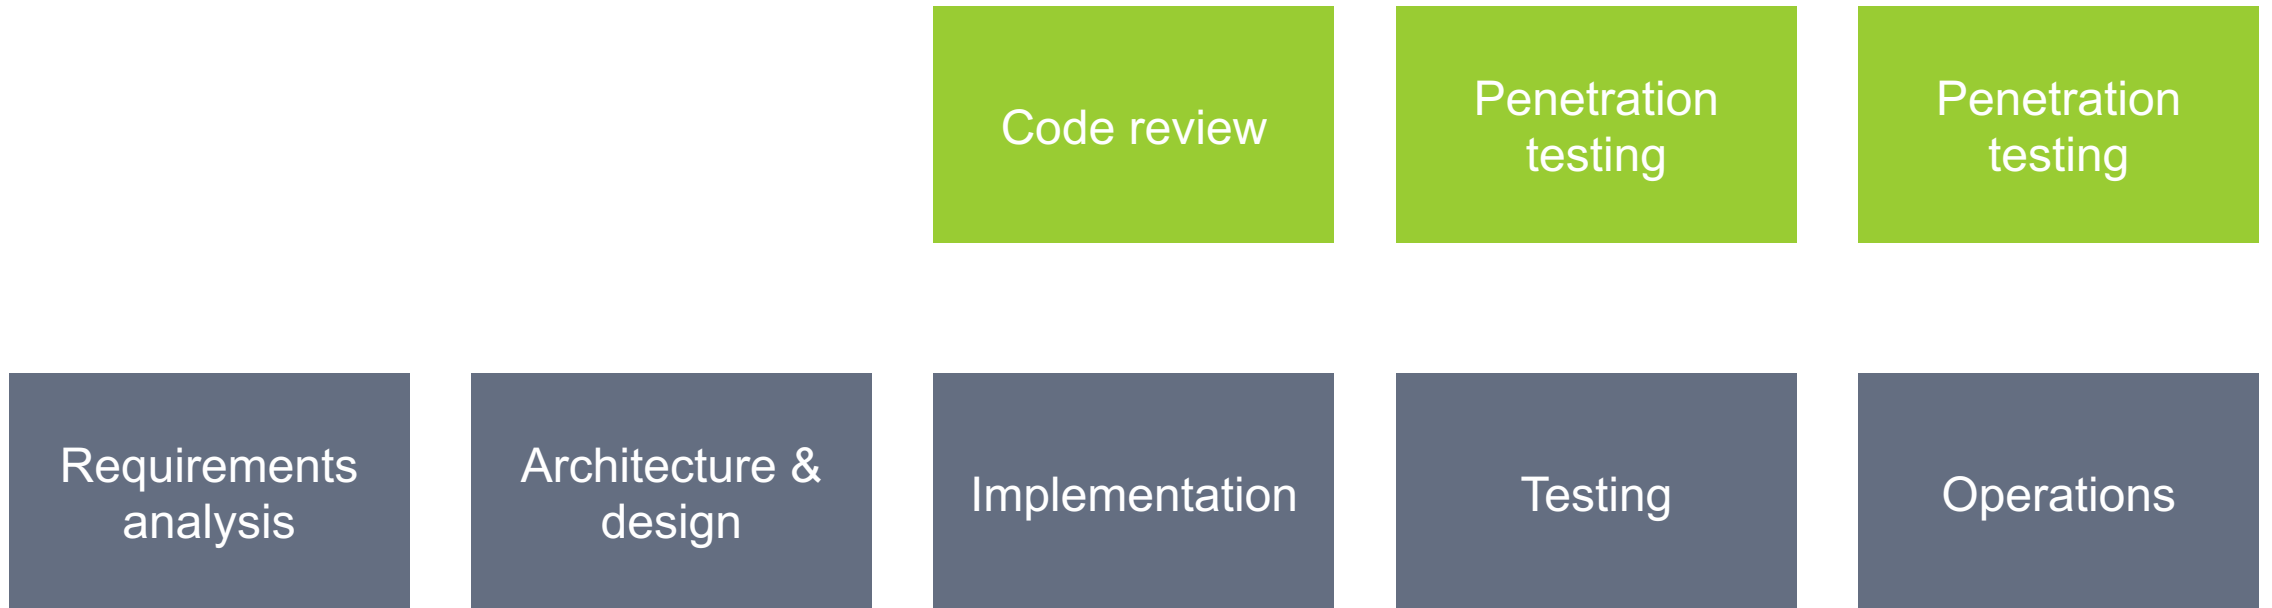 Code review
Penetration
testing
Penetration
testing
Requirements
analysis
Architecture &
design
Implementation
Testing
Operations